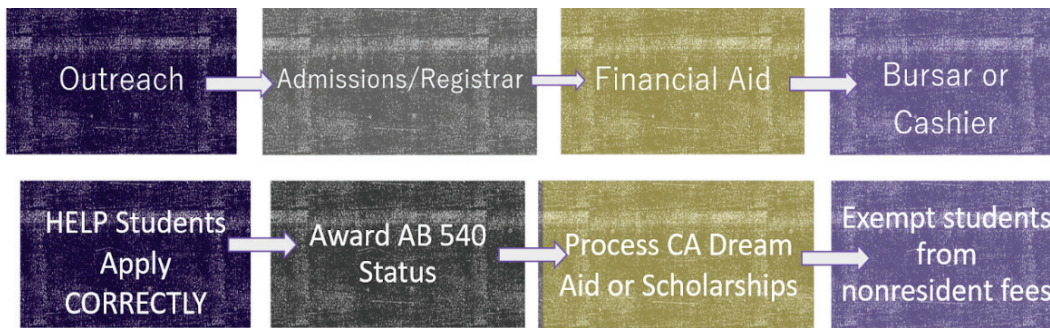 Outreach
Admissions/Registrar
Financial Aid
Bursar or
Cashier
HELP Students
Apply
CORRECTLY
Award AB 540
Status
Process CA Dream
Aid or Scholarships
Exempt students
from
nonresident fees